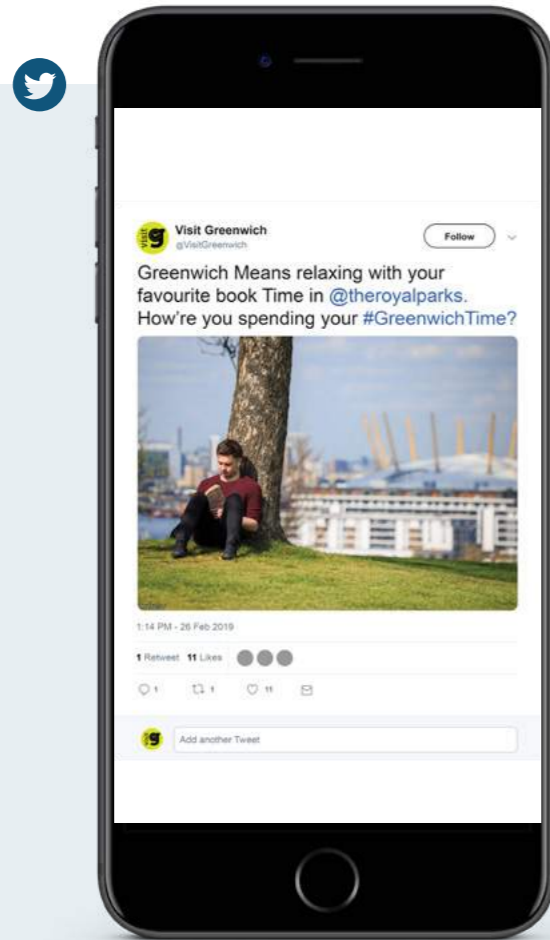 visit g
Visit Greenwich
@VisitGreenwich
Follow
Greenwich Means relaxing with your
favourite book Time in @theroyalparks.
How're you spending your #GreenwichTime?
1:14 PM - 26 Feb 2019
1 Retweet 11 Likes
1 1 11
Add another Tweet